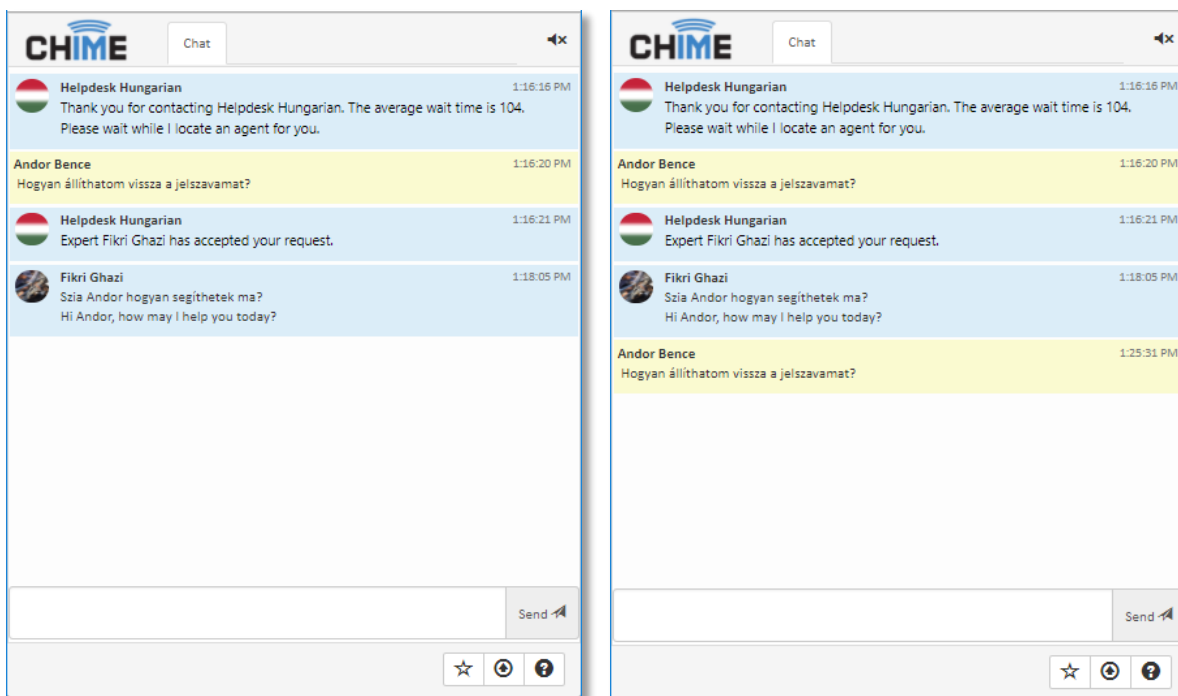 CHIME
Chat
Helpdesk Hungarian 1:16:16 PM
Thank you for contacting Helpdesk Hungarian. The average wait time is 104.
Please wait while I locate an agent for you.
Andor Bence 1:16:20 PM
Hogyan állíthatom vissza a jelszavamat?
Helpdesk Hungarian 1:16:21 PM
Expert Fikri Ghazi has accepted your request.
Fikri Ghazi 1:18:05 PM
Szia Andor hogyan segíthetek ma?
Hi Andor, how may I help you today?
Send
CHIME
Chat
Helpdesk Hungarian 1:16:16 PM
Thank you for contacting Helpdesk Hungarian. The average wait time is 104.
Please wait while I locate an agent for you.
Andor Bence 1:16:20 PM
Hogyan állíthatom vissza a jelszavamat?
Helpdesk Hungarian 1:16:21 PM
Expert Fikri Ghazi has accepted your request.
Fikri Ghazi 1:18:05 PM
Szia Andor hogyan segíthetek ma?
Hi Andor, how may I help you today?
Andor Bence 1:25:31 PM
Hogyan állíthatom vissza a jelszavamat?
Send